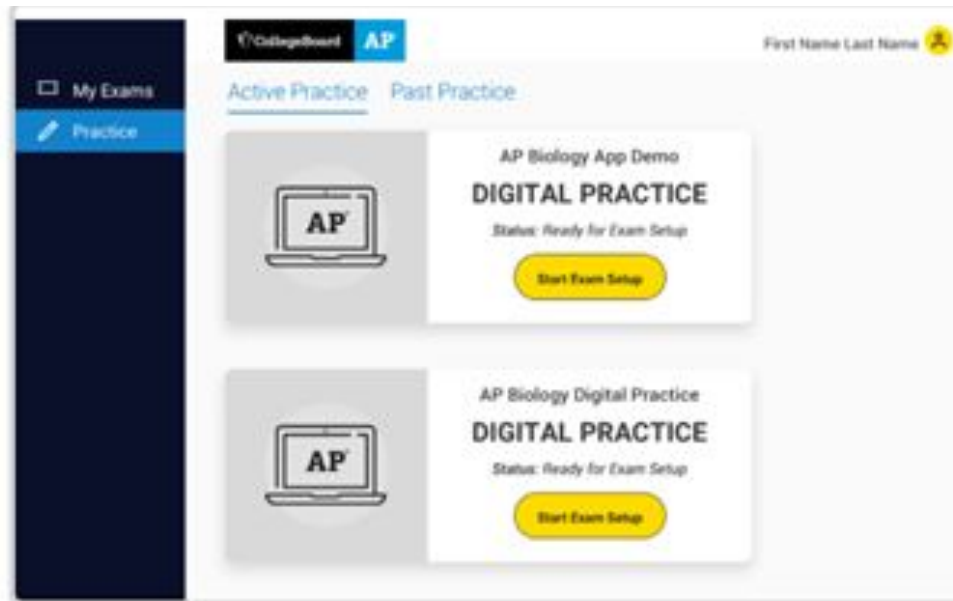 My Exams
Practice
CollegeBoard AP
First Name Last Name
Active Practice Past Practice
AP
AP Biology App Demo
DIGITAL PRACTICE
Status: Ready for Exam Setup
Start Exam Setup
AP
AP Biology Digital Practice
DIGITAL PRACTICE
Status: Ready for Exam Setup
Start Exam Setup